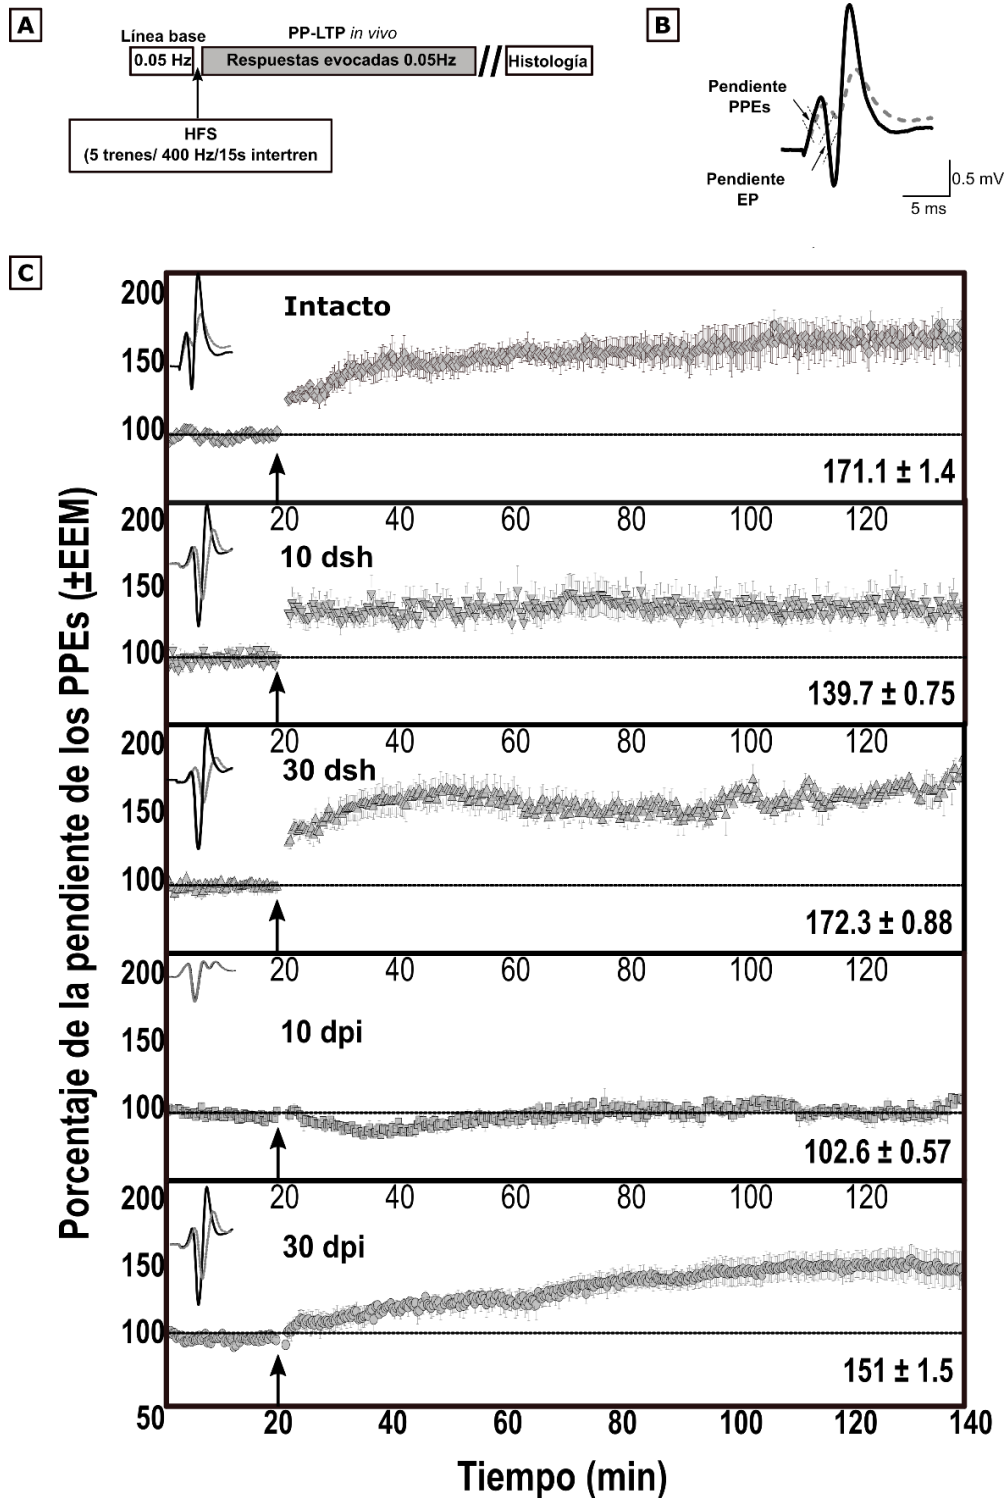 A
Línea base
PP-LTP in vivo
0.05 Hz
Respuestas evocadas 0.05Hz
Histología
HFS
(5 trenes/ 400 Hz/15s intertren
B
Pendiente
PPEs
Pendiente
EP
0.5 mV
5 ms
C
Porcentaje de la pendiente de los PPEs (±EEM)
200
150
100
Intacto
171.1 ± 1.4
20 40 60 80 100 120
200
150
100
10 dsh
139.7 ± 0.75
20 40 60 80 100 120
200
150
100
30 dsh
172.3 ± 0.88
20 40 60 80 100 120
200
150
100
10 dpi
102.6 ± 0.57
20 40 60 80 100 120
200
150
100
50
30 dpi
151 ± 1.5
0 20 40 60 80 100 120 140
Tiempo (min)